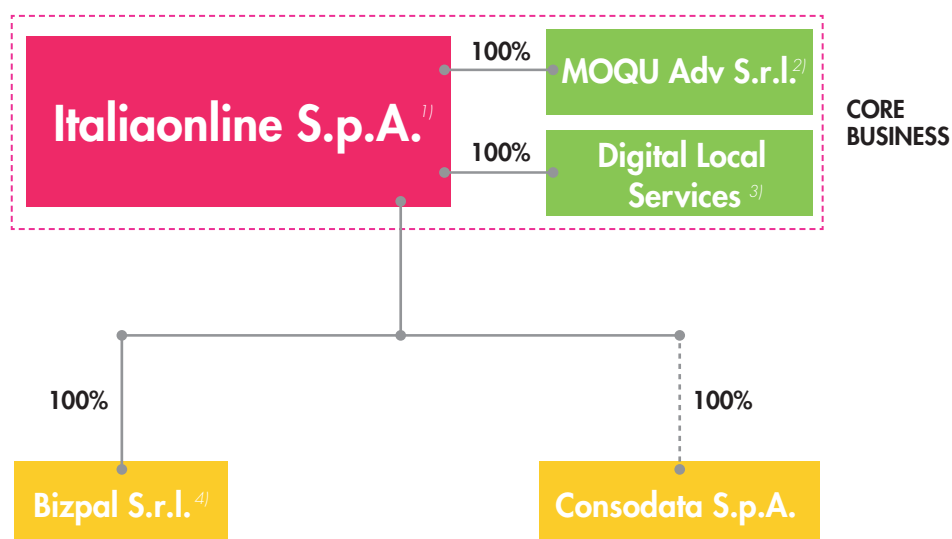 Italiaonline S.p.A. 1)
100%
MOQU Adv S.r.l. 2)
100%
Digital Local
Services 3)
CORE
BUSINESS
100%
100%
Bizpal S.r.l. 4)
Consodata S.p.A.